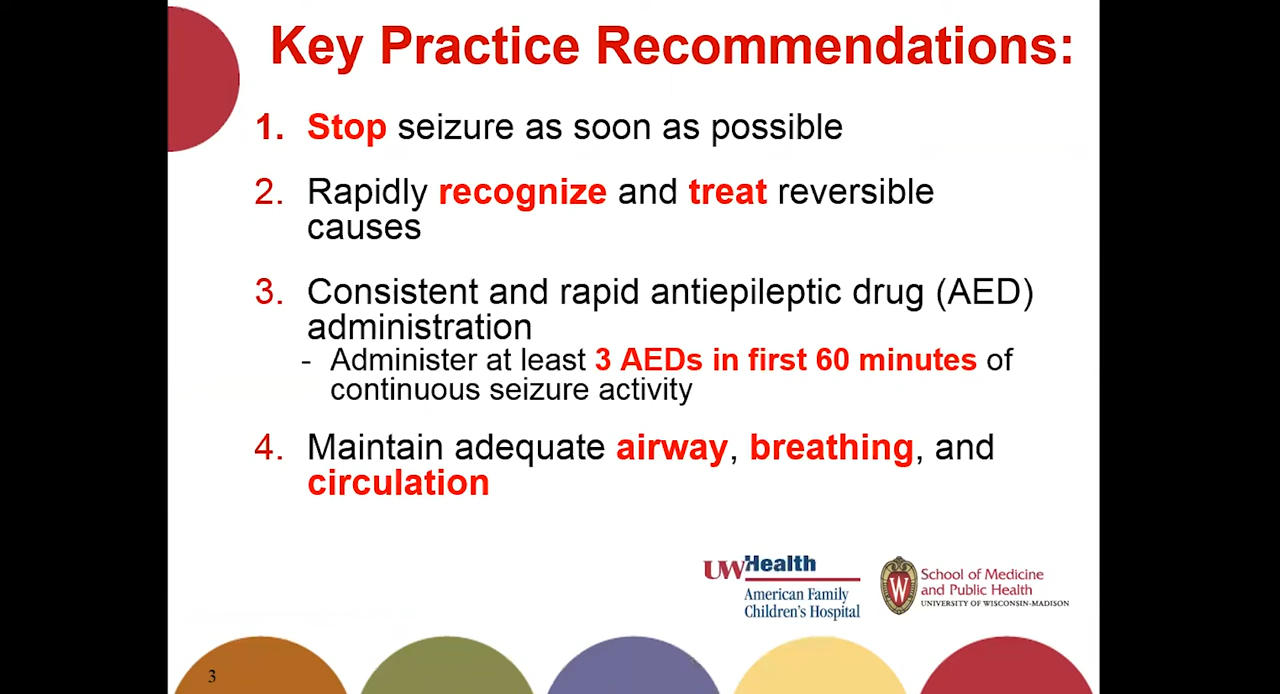 Key Practice Recommendations:
1. Stop seizure as soon as possible
2. Rapidly recognize and treat reversible
causes
3. Consistent and rapid antiepileptic drug (AED)
administration
- Administer at least 3 AEDs in first 60 minutes of
continuous seizure activity
4. Maintain adequate airway, breathing, and
circulation
UWHealth
American Family
Children's Hospital
W
School of Medicine
and Public Health
UNIVERSITY OF WISCONSIN-MADISON
3